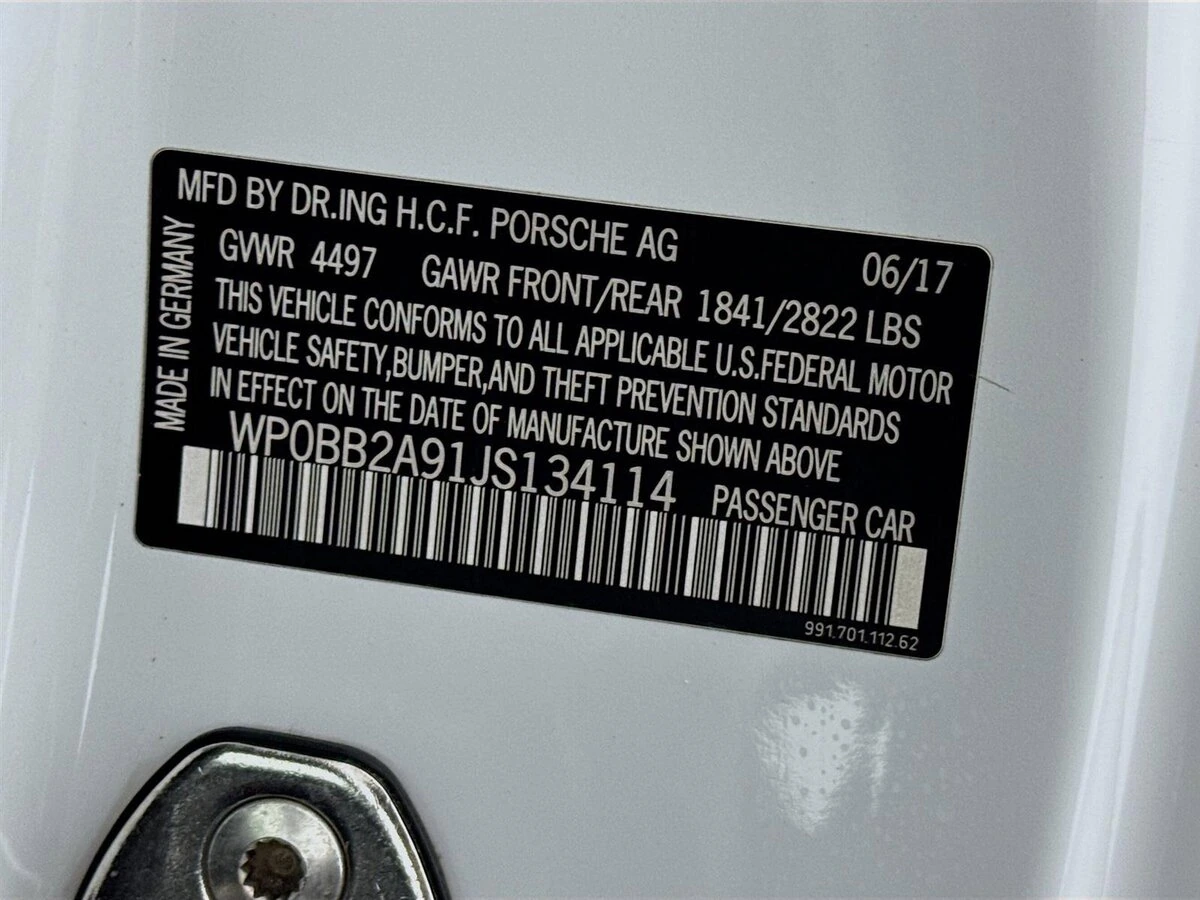 MFD BY DR.ING H.C.F. PORSCHE AG 06/17
GVWR 4497 GAWR FRONT/REAR 1841/2822 LBS
THIS VEHICLE CONFORMS TO ALL APPLICABLE U.S.FEDERAL MOTOR
VEHICLE SAFETY,BUMPER,AND THEFT PREVENTION STANDARDS
IN EFFECT ON THE DATE OF MANUFACTURE SHOWN ABOVE
WP0BB2A91JS134114 PASSENGER CAR
991.701.112.62
MADE IN GERMANY